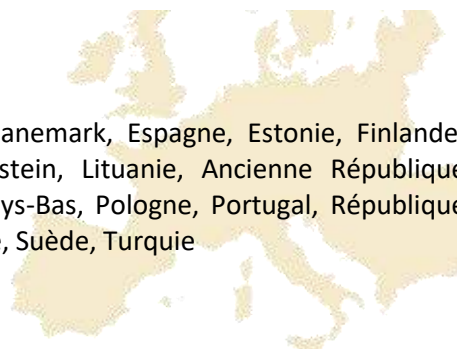 anemark, Espagne, Estonie, Finlande
stein, Lituanie, Ancienne République
ys-Bas, Pologne, Portugal, République
, Suède, Turquie